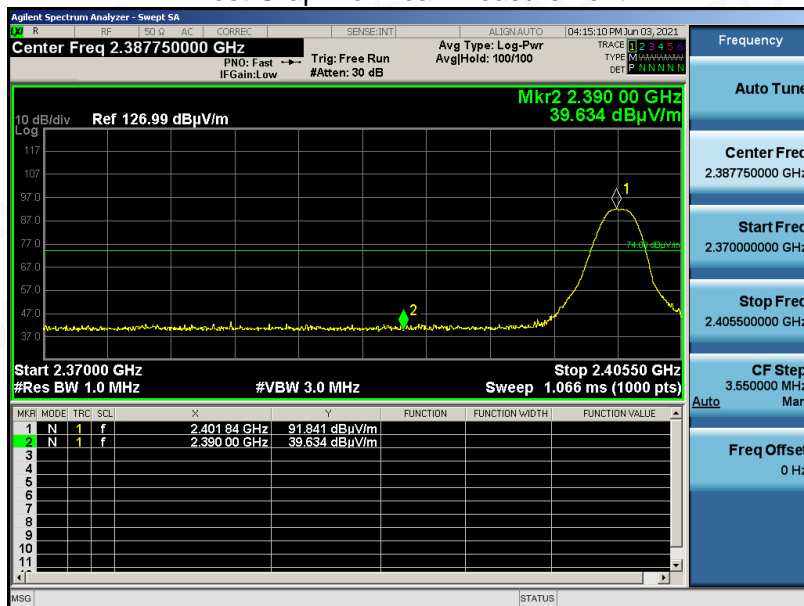 Agilent Spectrum Analyzer - Swept SA
LXI R RF 50 Ω AC CORREC SENSE:INT ALIGN AUTO 04:15:10 PM Jun 03, 2021
Center Freq 2.387750000 GHz
PNO: Fast
IFGain:Low
Trig: Free Run
#Atten: 30 dB
Avg Type: Log-Pwr
Avg|Hold: 100/100
TRACE 1 2 3 4 5 6
TYPE M
DET P N N N N N
Mkr2 2.390 00 GHz
39.634 dBµV/m
10 dB/div Ref 126.99 dBµV/m
Log
117
107
97.0
87.0
77.0
67.0
57.0
47.0
37.0
1
74.00 dBµV/m
2
Start 2.37000 GHz Stop 2.40550 GHz
#Res BW 1.0 MHz #VBW 3.0 MHz Sweep 1.066 ms (1000 pts)
MKR MODE TRC SCL X Y FUNCTION FUNCTION WIDTH FUNCTION VALUE
1 N 1 f 2.401 84 GHz 91.841 dBµV/m
2 N 1 f 2.390 00 GHz 39.634 dBµV/m
3
4
5
6
7
8
9
10
11
MSG STATUS
Frequency
Auto Tune
Center Freq
2.387750000 GHz
Start Freq
2.370000000 GHz
Stop Freq
2.405500000 GHz
CF Step
3.550000 MHz
Auto Man
Freq Offset
0 Hz